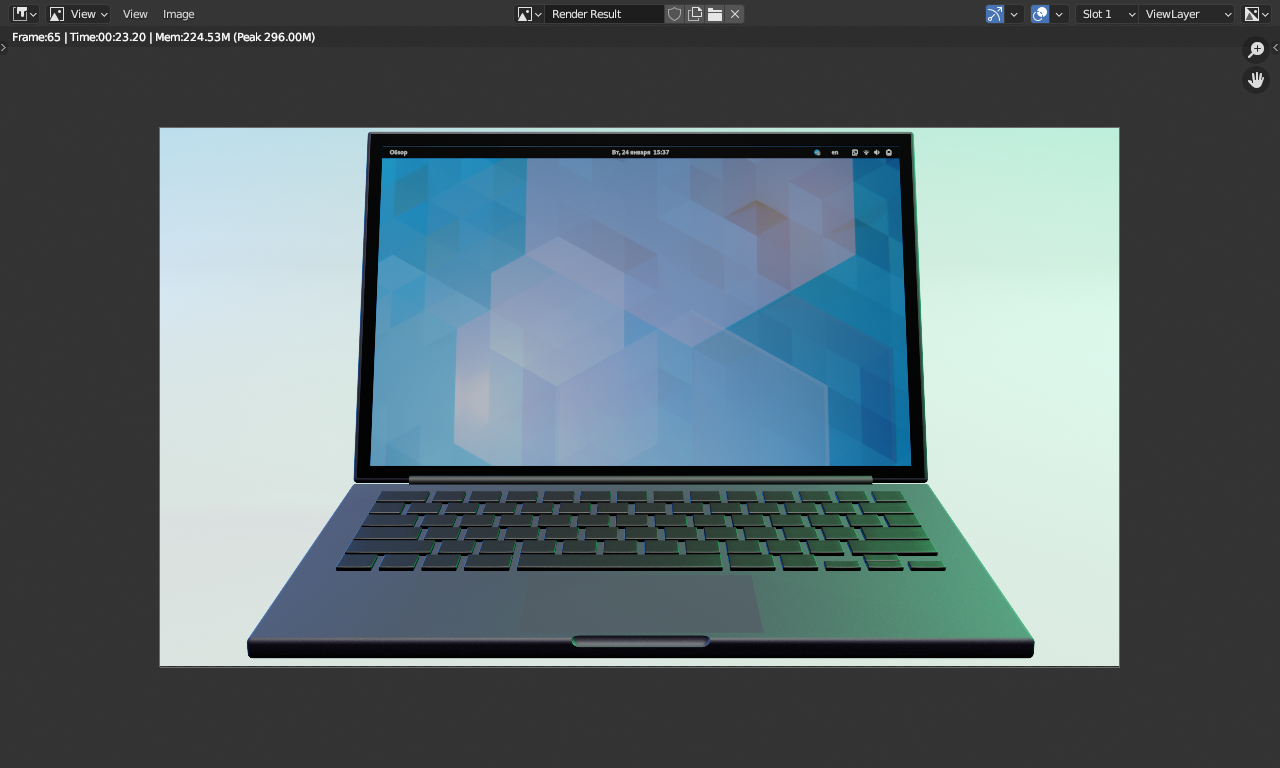 View View Image Render Result Slot 1 ViewLayer
Frame:65 | Time:00:23.20 | Mem:224.53M (Peak 296.00M)
Обзор Вт, 24 января 15:37 en